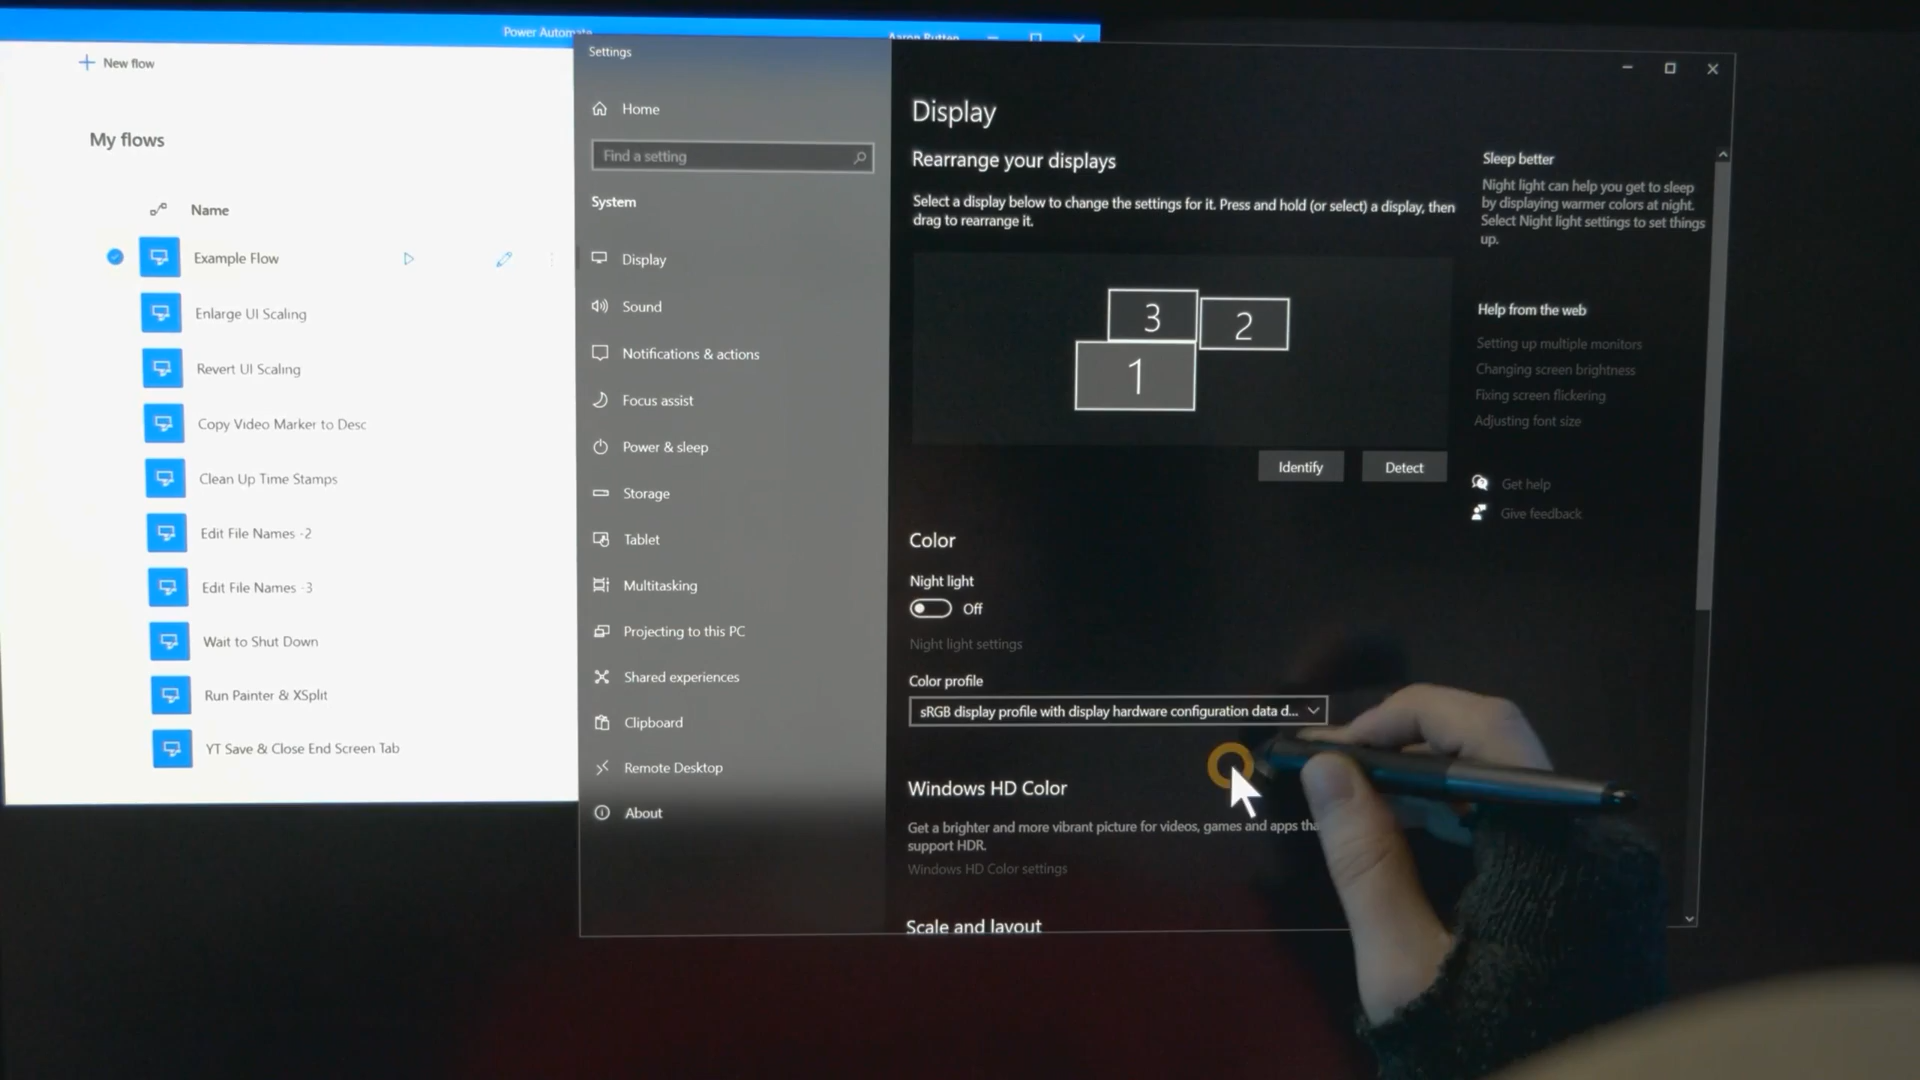 Power Automate
Aaron Rutten
New flow
My flows
Name
Example Flow
Enlarge UI Scaling
Revert UI Scaling
Copy Video Marker to Desc
Clean Up Time Stamps
Edit File Names -2
Edit File Names -3
Wait to Shut Down
Run Painter & XSplit
YT Save & Close End Screen Tab
Settings
Home
Find a setting
System
Display
Sound
Notifications & actions
Focus assist
Power & sleep
Storage
Tablet
Multitasking
Projecting to this PC
Shared experiences
Clipboard
Remote Desktop
About
Display
Rearrange your displays
Select a display below to change the settings for it. Press and hold (or select) a display, then
drag to rearrange it.
3
2
1
Identify
Detect
Color
Night light
Off
Night light settings
Color profile
sRGB display profile with display hardware configuration data d...
Windows HD Color
Get a brighter and more vibrant picture for videos, games and apps tha
support HDR.
Windows HD Color settings
Scale and layout
Sleep better
Night light can help you get to sleep
by displaying warmer colors at night.
Select Night light settings to set things
up.
Help from the web
Setting up multiple monitors
Changing screen brightness
Fixing screen flickering
Adjusting font size
Get help
Give feedback